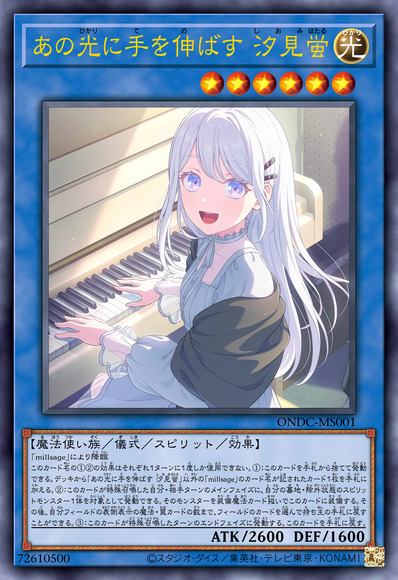 あの光に手を伸ばす 汐見蛍
光
ONDC-MS001
【魔法使い族／儀式／スピリット／効果】
「millsage」により降臨
このカード名の①②の効果はそれぞれ1ターンに1度しか使用できない。①:このカードを手札から捨てて発動
できる。デッキから「あの光に手を伸ばす 汐見蛍」以外の「millsage」のカード名が記されたカード1枚を手札に
加える。②:このカードが特殊召喚した自分・相手ターンのメインフェイズに、自分の墓地・除外状態のスピリッ
トモンスター1体を対象として発動できる。そのモンスターを装備魔法カード扱いでこのカードに装備する。その
後、自分フィールドの表側表示の魔法・罠カードの数まで、フィールドのカードを選んで持ち主の手札に戻す
ことができる。③:このカードが特殊召喚したターンのエンドフェイズに発動する。このカードを手札に戻す。
ATK/2600 DEF/1600
72610500
©スタジオ・ダイス／集英社・テレビ東京・KONAMI